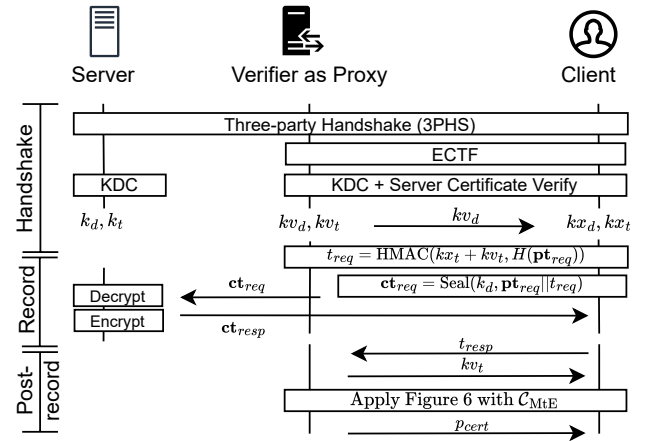 Server
Verifier as Proxy
Client
Handshake
Three-party Handshake (3PHS)
ECTF
KDC
KDC + Server Certificate Verify
k_d, k_t
kv_d, kv_t
kv_d
kx_d, kx_t
t_req = HMAC(kx_t + kv_t, H(pt_req))
Record
ct_req = Seal(k_d, pt_req||t_req)
ct_req
Decrypt
Encrypt
ct_resp
Post-
record
t_resp
kv_t
Apply Figure 6 with C_MtE
p_cert